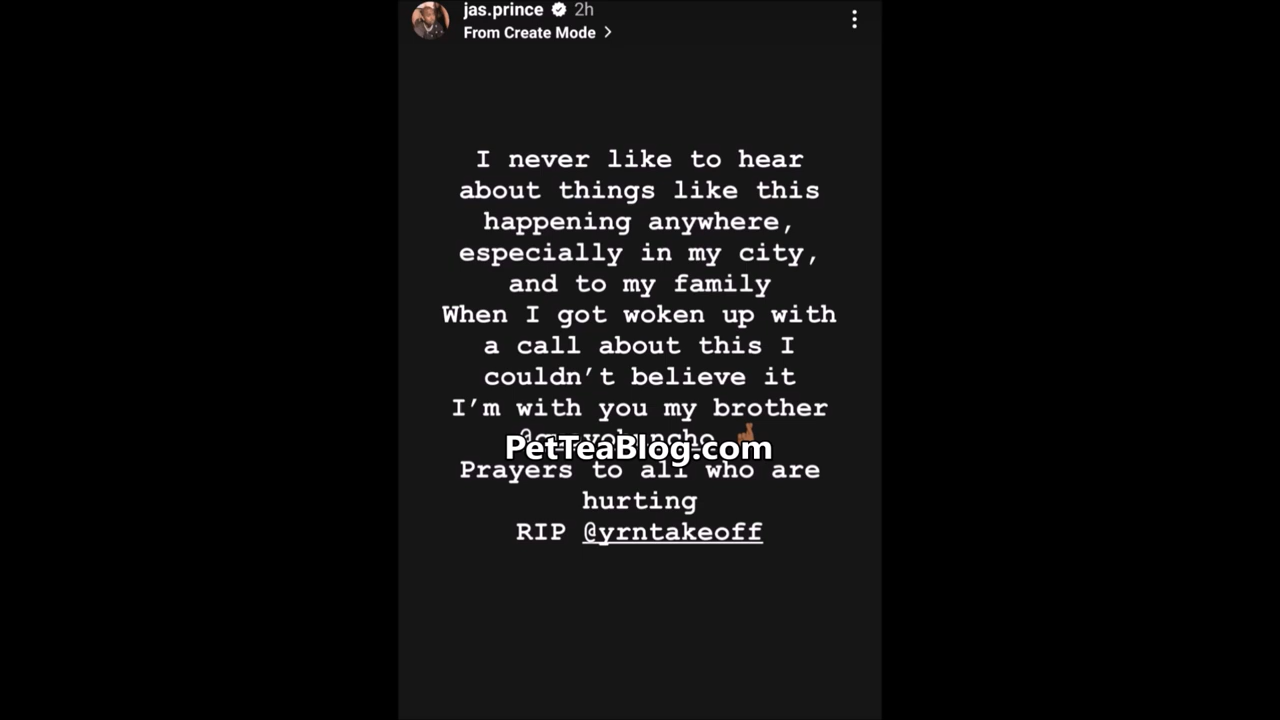 jas.prince 2h
From Create Mode >
I never like to hear
about things like this
happening anywhere,
especially in my city,
and to my family
When I got woken up with
a call about this I
couldn’t believe it
I’m with you my brother
PetTeaBlog.com
Prayers to all who are
hurting
RIP @yrntakeoff